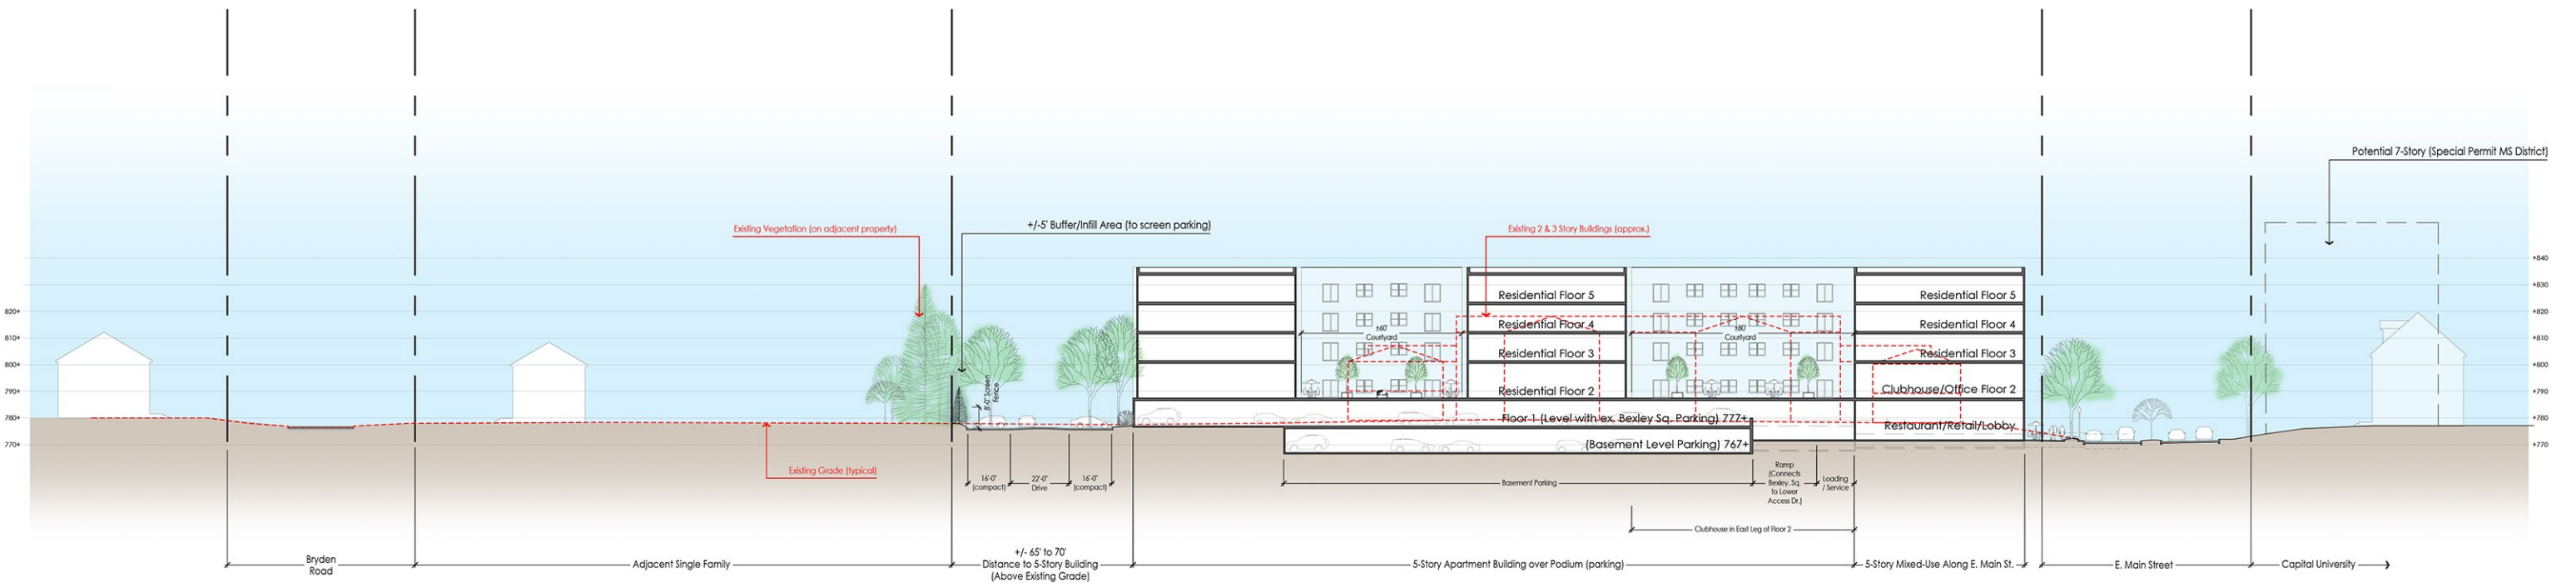 Potential 7-Story (Special Permit MS District)
+/-5' Buffer/Infill Area (to screen parking)
Existing Vegetation (on adjacent property)
Existing 2 & 3 Story Buildings (approx.)
+840
+830
+820
+810
+800
+790
+780
+770
820+
810+
800+
790+
780+
770+
Residential Floor 5
Residential Floor 5
Residential Floor 4
Residential Floor 4
±60'
Courtyard
±80'
Courtyard
Residential Floor 3
Residential Floor 3
8'-0" Screen
Fence
Residential Floor 2
Clubhouse/Office Floor 2
Floor 1 (Level with ex. Bexley Sq. Parking) 777+
Restaurant/Retail/Lobby
(Basement Level Parking) 767+
Existing Grade (typical)
16'-0"
(compact)
22'-0"
Drive
16'-0"
(compact)
Basement Parking
Ramp
(Connects
Bexley. Sq.
to Lower
Access Dr.)
Loading
/ Service
Clubhouse in East Leg of Floor 2
Bryden
Road
Adjacent Single Family
+/- 65' to 70'
Distance to 5-Story Building
(Above Existing Grade)
5-Story Apartment Building over Podium (parking)
5-Story Mixed-Use Along E. Main St.
E. Main Street
Capital University